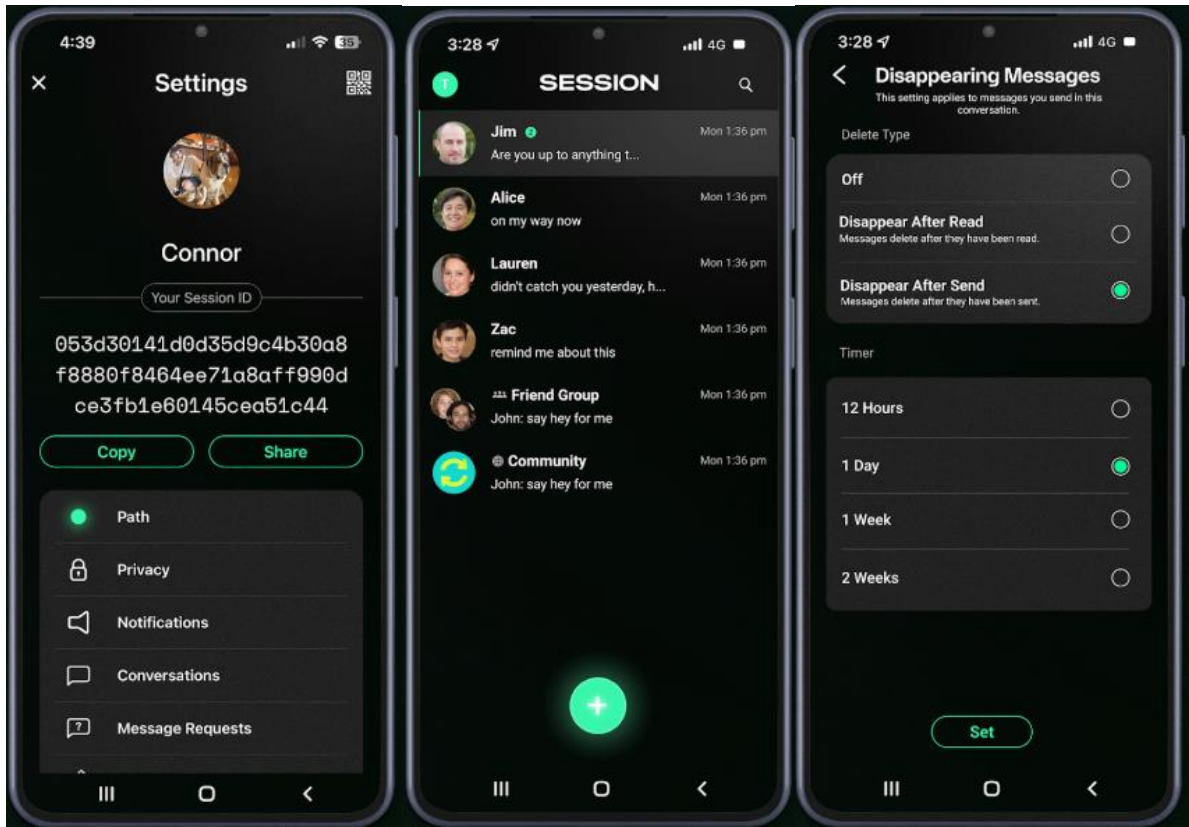 4:39
35
Settings
Connor
Your Session ID
053d30141d0d35d9c4b30a8
f8880f8464ee71a8aff990d
ce3fb1e60145cea51c44
Copy
Share
Path
Privacy
Notifications
Conversations
Message Requests
3:28
4G
T
SESSION
Jim 2
Mon 1:36 pm
Are you up to anything t...
Alice
Mon 1:36 pm
on my way now
Lauren
Mon 1:36 pm
didn't catch you yesterday, h...
Zac
Mon 1:36 pm
remind me about this
Friend Group
Mon 1:36 pm
John: say hey for me
Community
Mon 1:36 pm
John: say hey for me
+
3:28
4G
Disappearing Messages
This setting applies to messages you send in this
conversation.
Delete Type
Off
Disappear After Read
Messages delete after they have been read.
Disappear After Send
Messages delete after they have been sent.
Timer
12 Hours
1 Day
1 Week
2 Weeks
Set